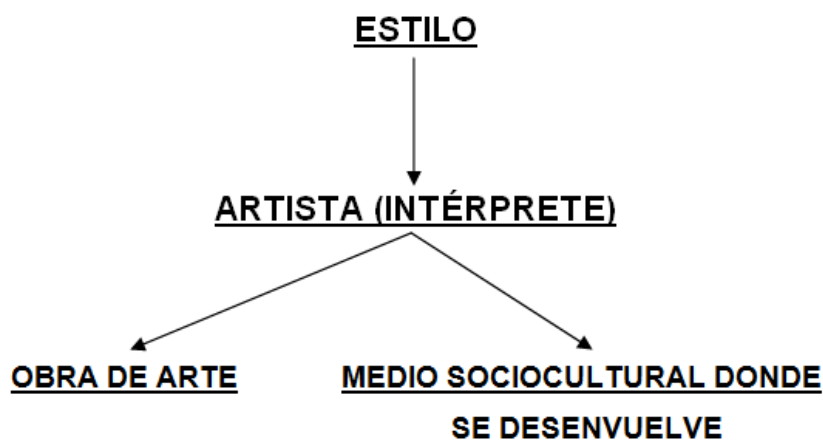 ESTILO
ARTISTA (INTÉRPRETE)
OBRA DE ARTE
MEDIO SOCIOCULTURAL DONDE
SE DESENVUELVE